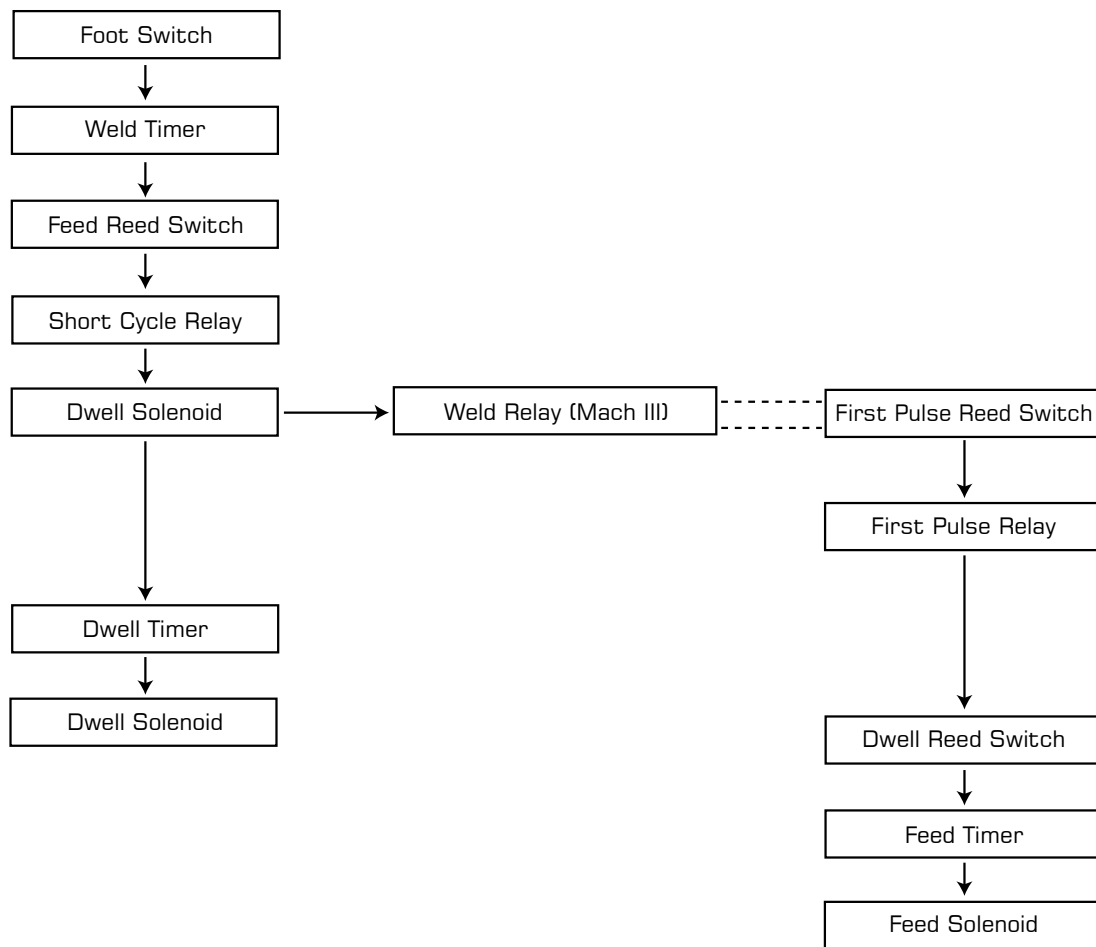 Foot Switch
Weld Timer
Feed Reed Switch
Short Cycle Relay
Dwell Solenoid
Weld Relay (Mach III)
First Pulse Reed Switch
First Pulse Relay
Dwell Timer
Dwell Solenoid
Dwell Reed Switch
Feed Timer
Feed Solenoid